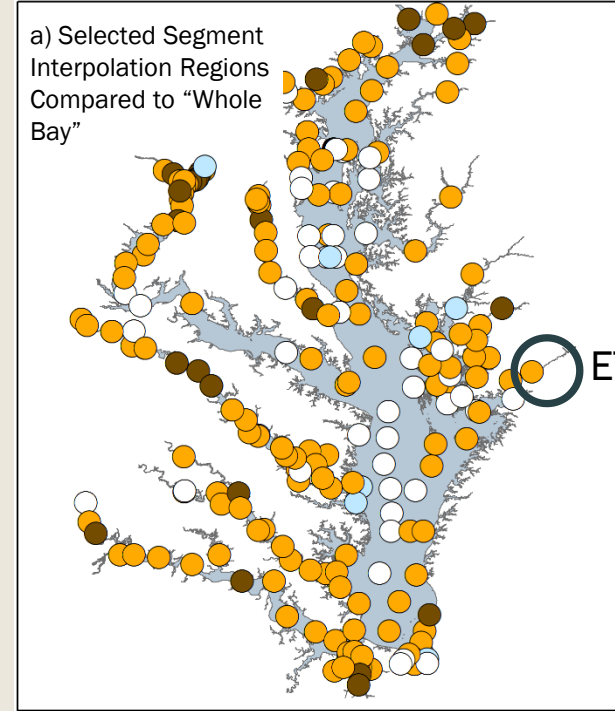 a) Selected Segment
Interpolation Regions
Compared to “Whole
Bay”